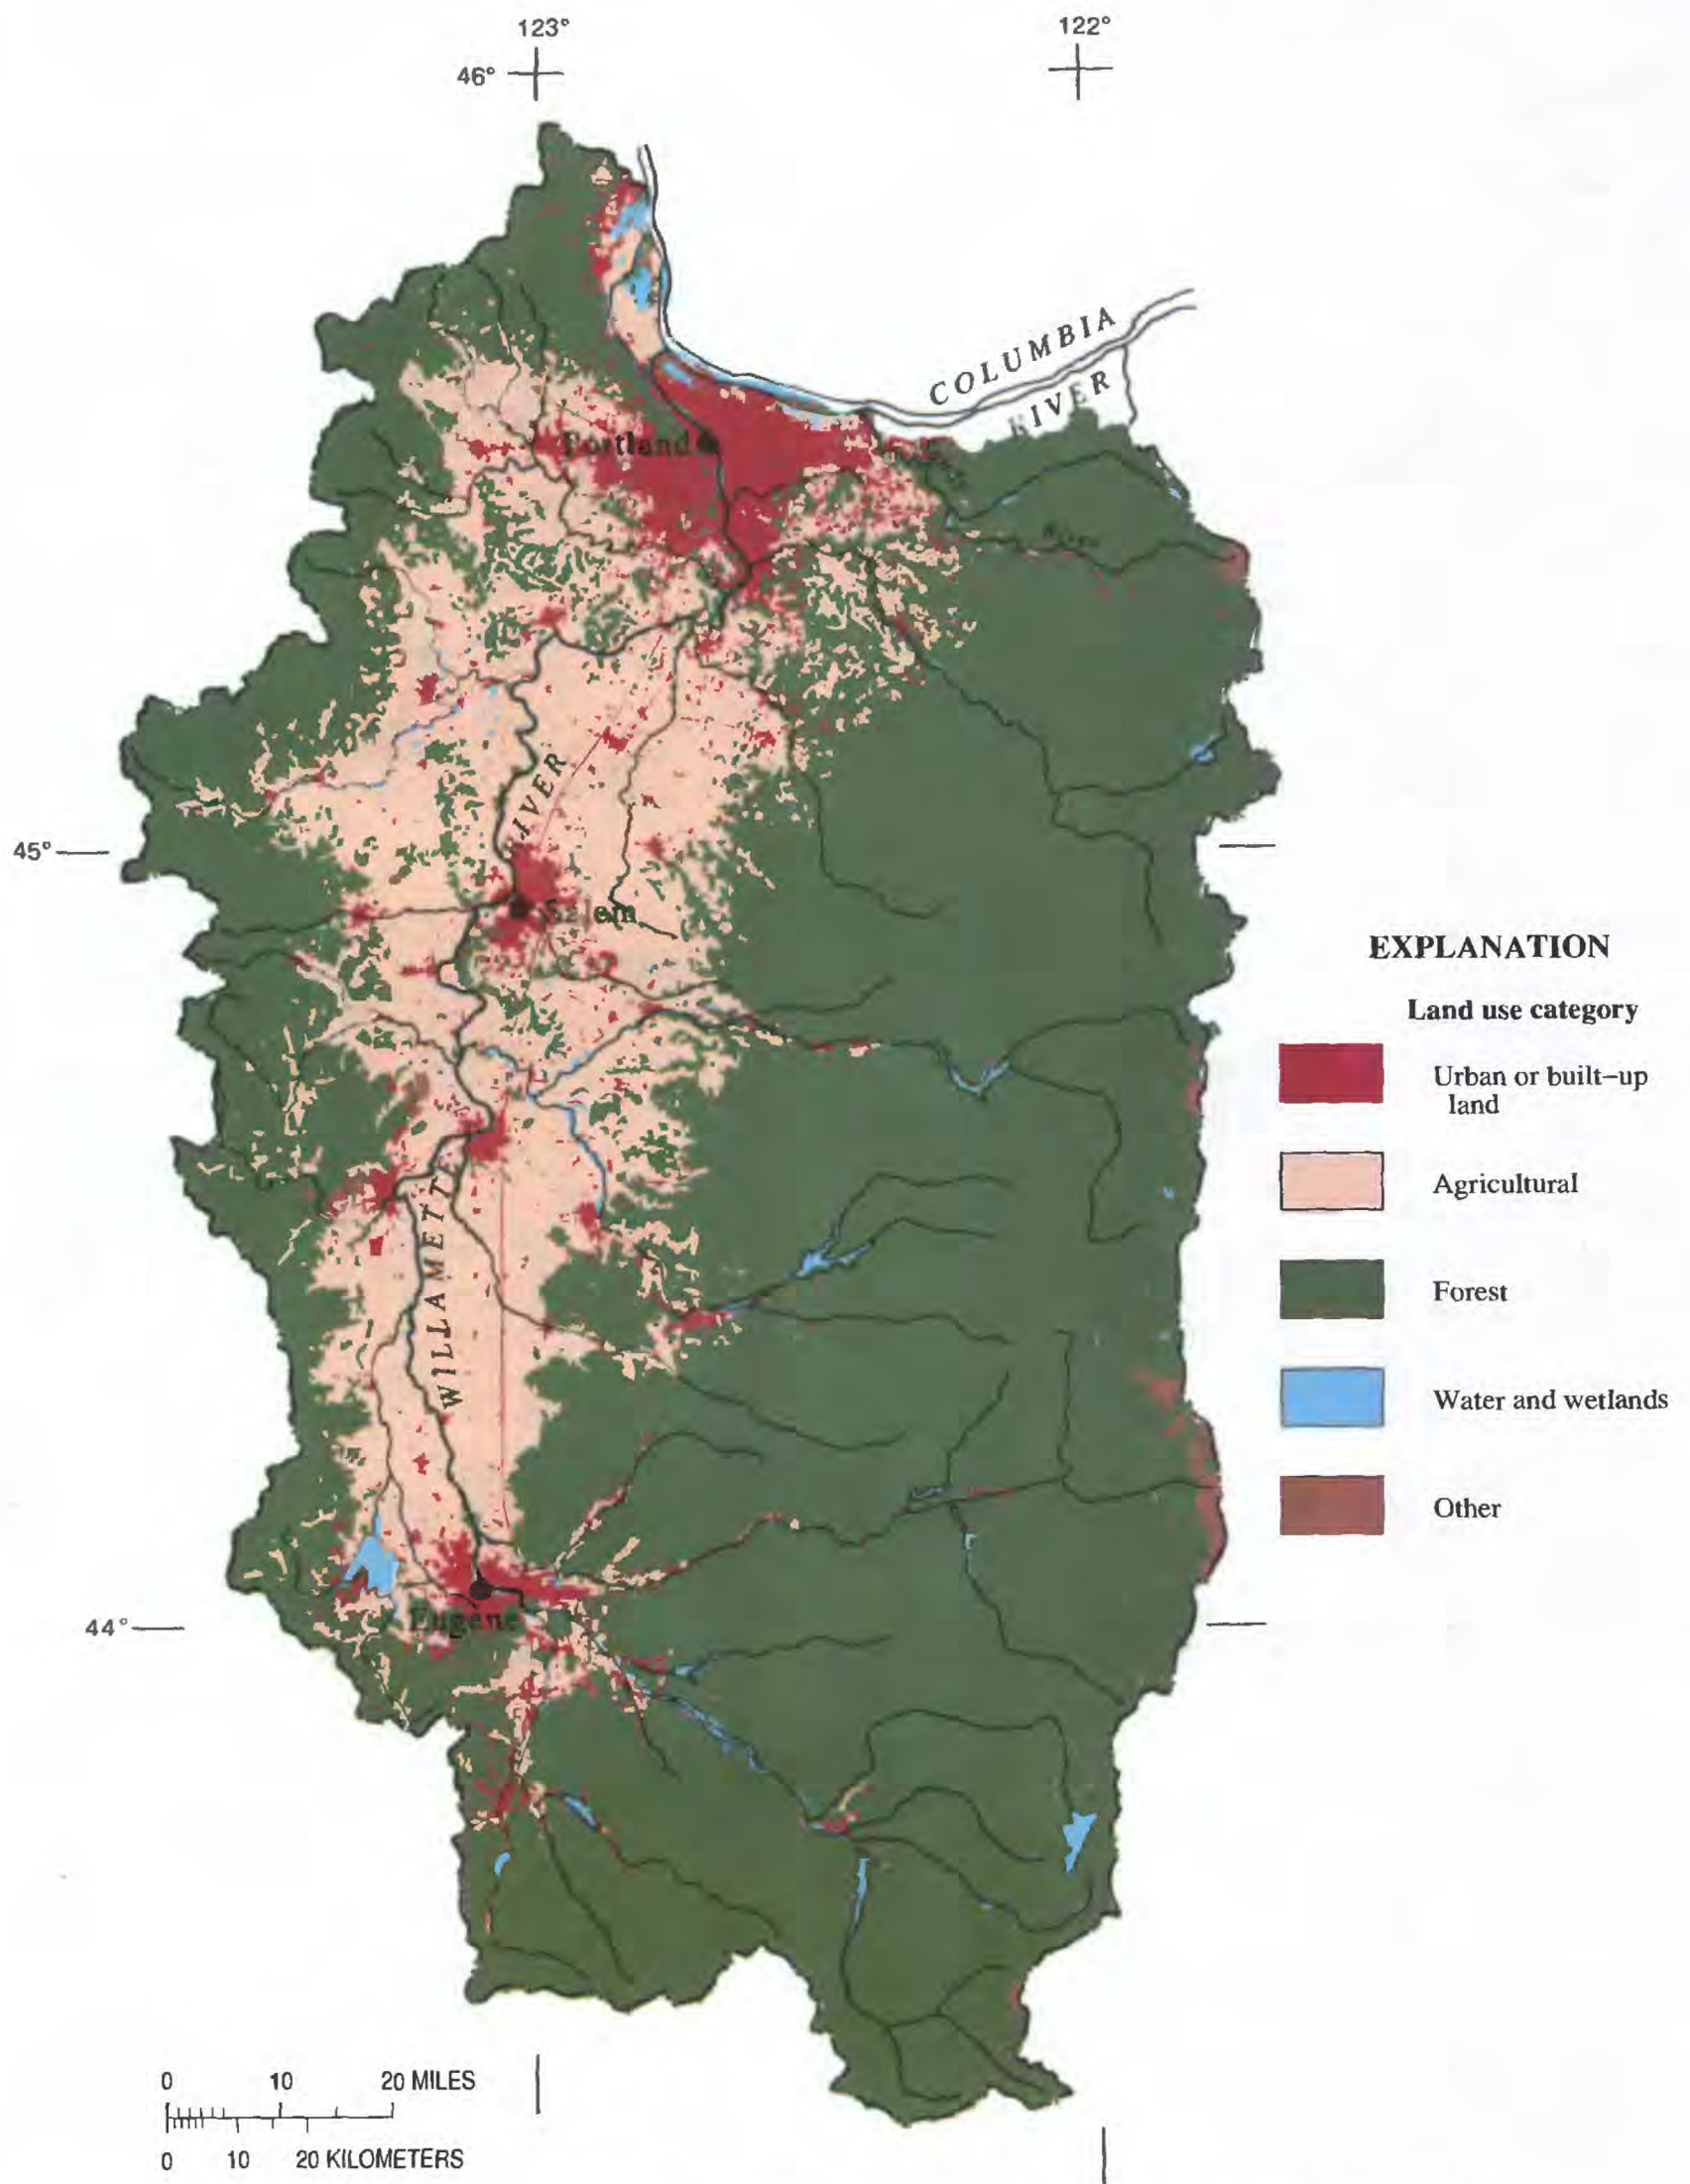 123°
122°
46°
COLUMBIA
RIVER
Portland
River
RIVER
45°
Salem
EXPLANATION
Land use category
Urban or built–up
land
Agricultural
WILLAMETTE
Forest
Water and wetlands
Other
Eugene
44°
0 10 20 MILES
0 10 20 KILOMETERS